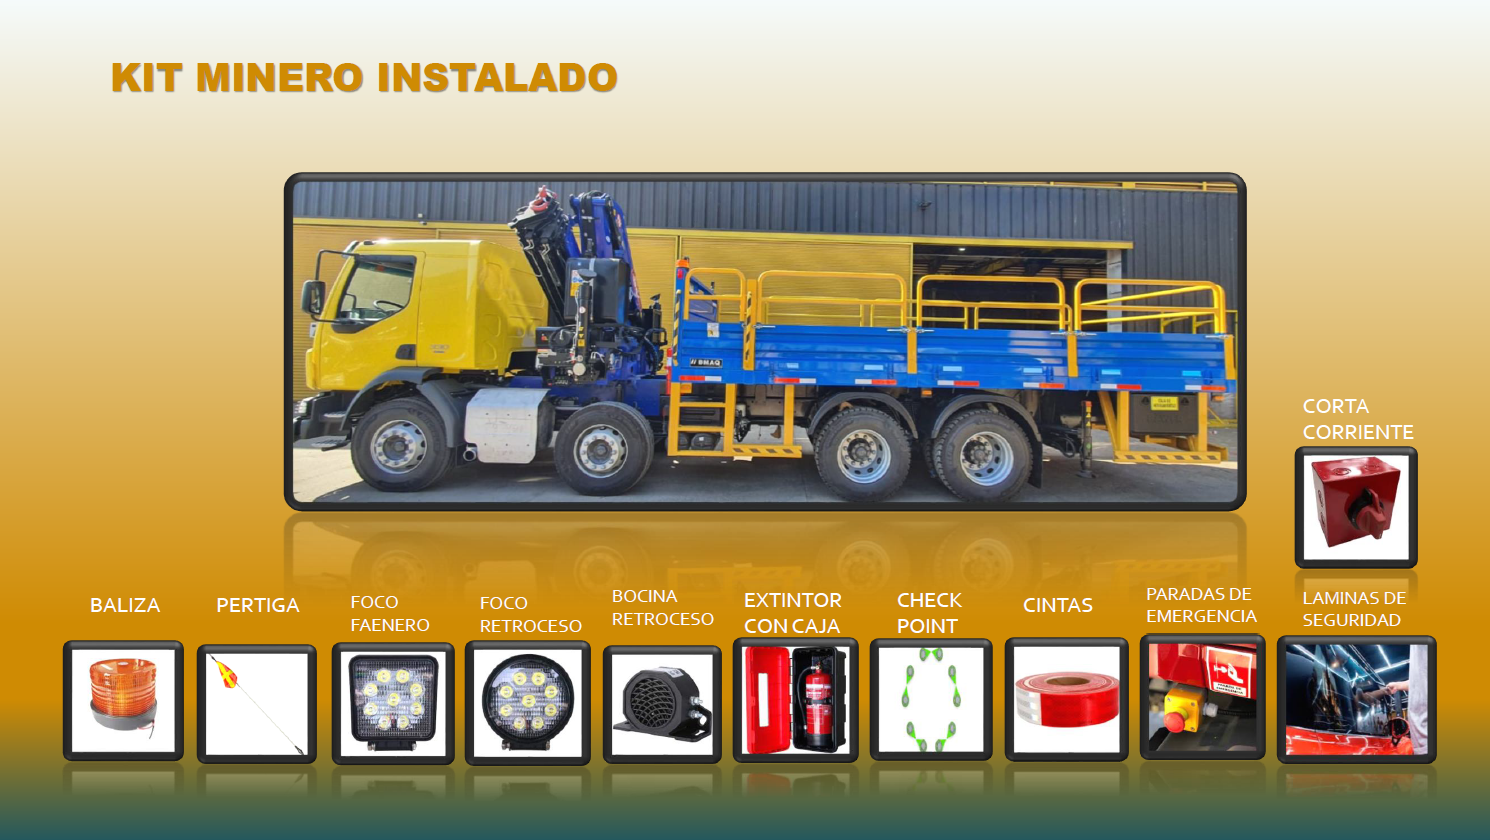 KIT MINERO INSTALADO
// BMAQ
CORTA
CORRIENTE
BALIZA
PERTIGA
FOCO
FAENERO
FOCO
RETROCESO
BOCINA
RETROCESO
EXTINTOR
CON CAJA
CHECK
POINT
CINTAS
PARADAS DE
EMERGENCIA
LAMINAS DE
SEGURIDAD